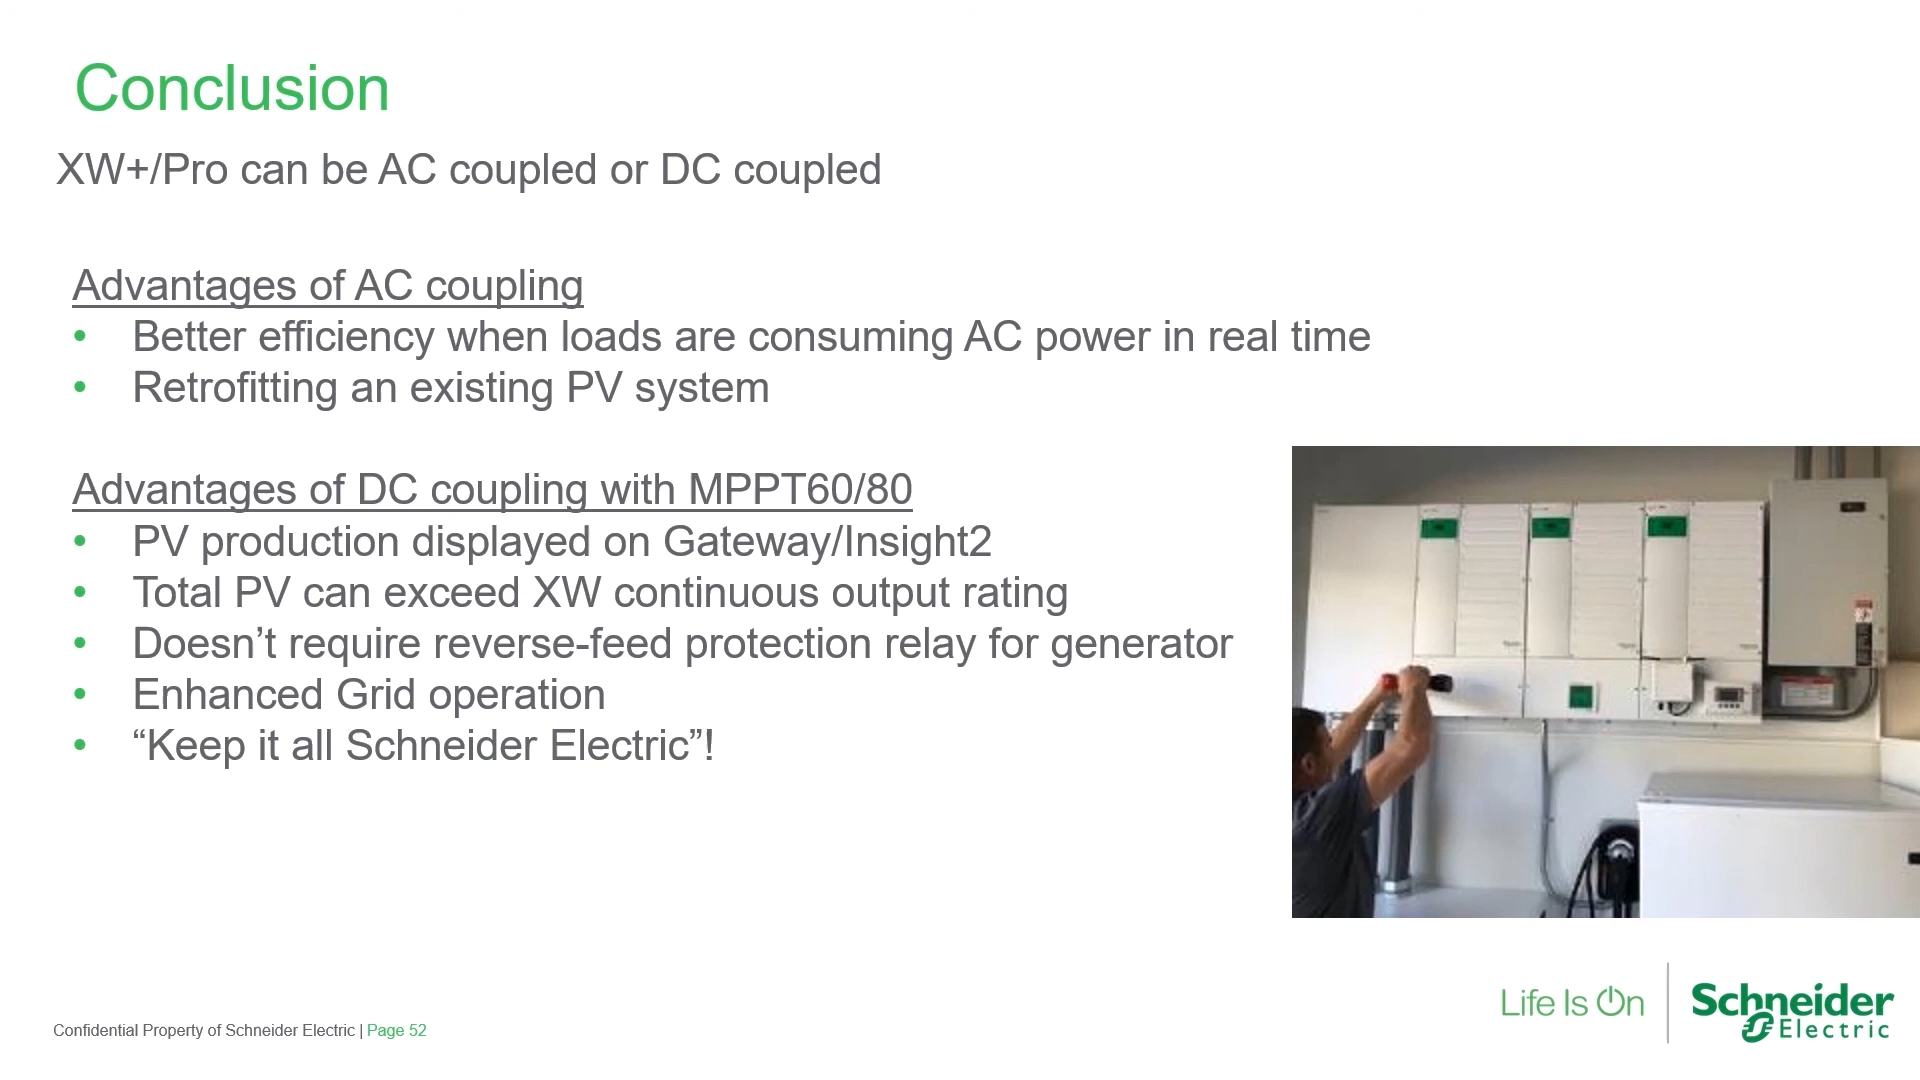 Conclusion
XW+/Pro can be AC coupled or DC coupled
Advantages of AC coupling
• Better efficiency when loads are consuming AC power in real time
• Retrofitting an existing PV system
Advantages of DC coupling with MPPT60/80
• PV production displayed on Gateway/Insight2
• Total PV can exceed XW continuous output rating
• Doesn’t require reverse-feed protection relay for generator
• Enhanced Grid operation
• “Keep it all Schneider Electric”!
Confidential Property of Schneider Electric | Page 52
Life Is On
Schneider
Electric